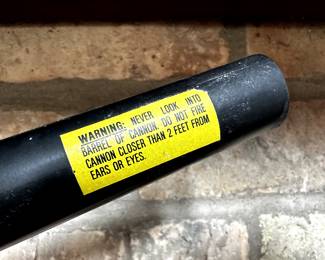 WARNING: NEVER LOOK INTO
BARREL OF CANNON. DO NOT FIRE
CANNON CLOSER THAN 2 FEET FROM
EARS OR EYES.